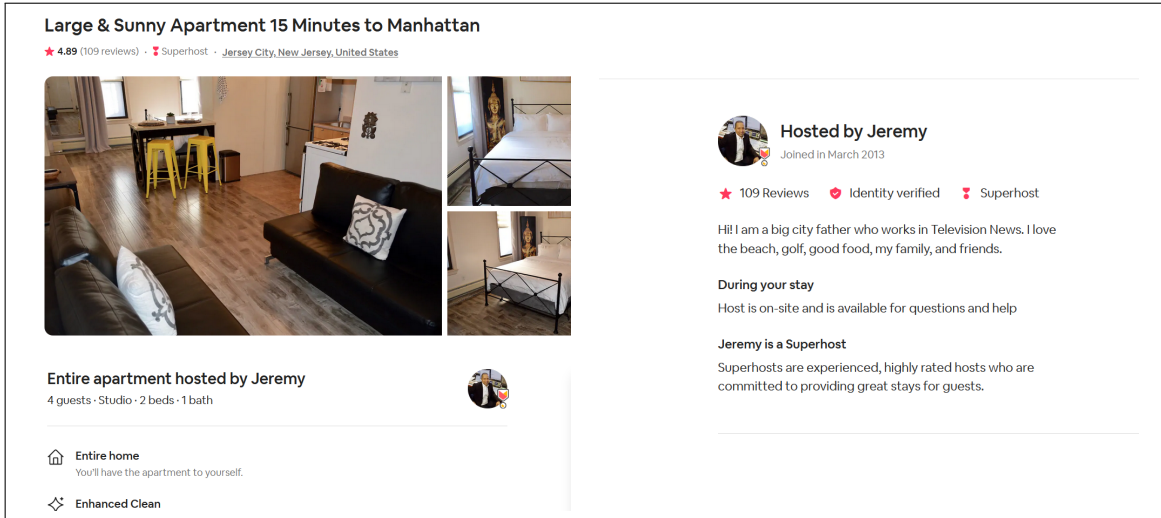 Large & Sunny Apartment 15 Minutes to Manhattan
4.89 (109 reviews) · Superhost · Jersey City, New Jersey, United States
Entire apartment hosted by Jeremy
4 guests · Studio · 2 beds · 1 bath
Entire home
You'll have the apartment to yourself.
Enhanced Clean
Hosted by Jeremy
Joined in March 2013
109 Reviews Identity verified Superhost
Hi! I am a big city father who works in Television News. I love
the beach, golf, good food, my family, and friends.
During your stay
Host is on-site and is available for questions and help
Jeremy is a Superhost
Superhosts are experienced, highly rated hosts who are
committed to providing great stays for guests.